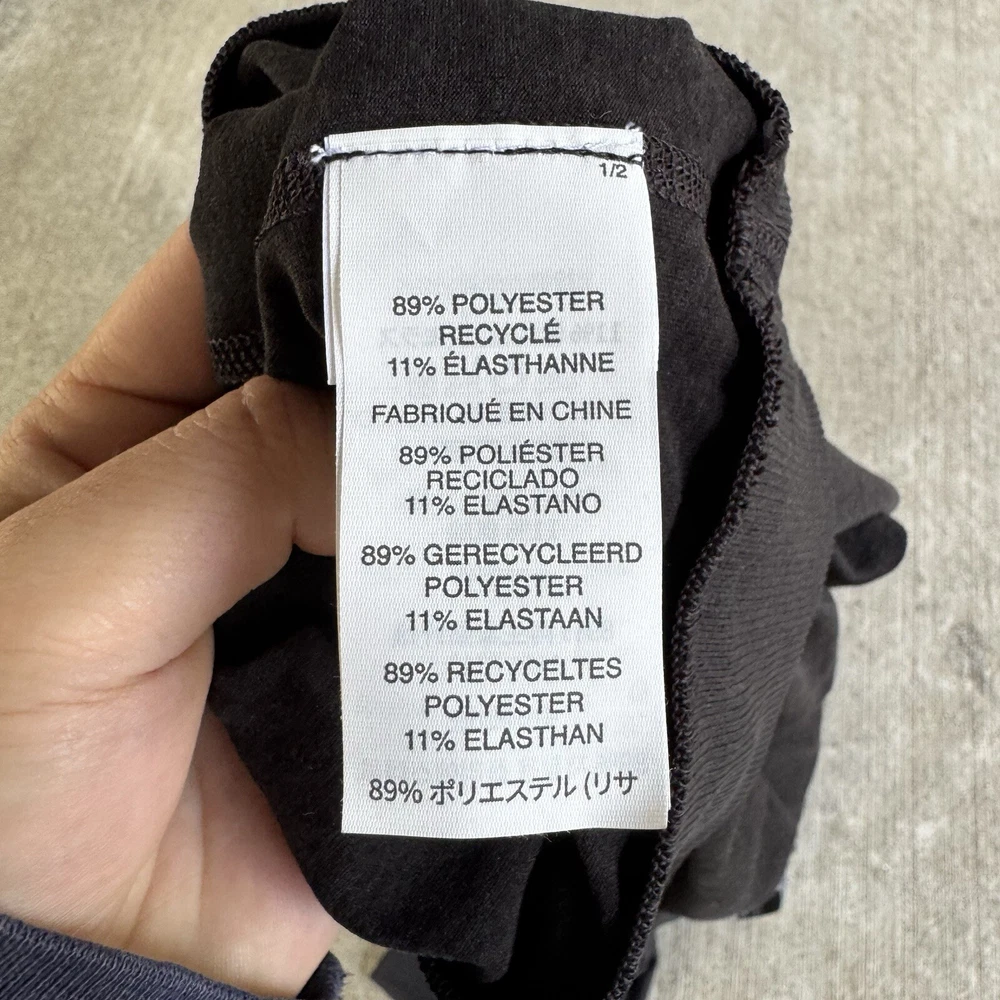 1/2
89% POLYESTER
RECYCLÉ
11% ÉLASTHANNE
FABRIQUÉ EN CHINE
89% POLIÉSTER
RECICLADO
11% ELASTANO
89% GERECYCLEERD
POLYESTER
11% ELASTAAN
89% RECYCELTES
POLYESTER
11% ELASTHAN
89% ポリエステル (リサ